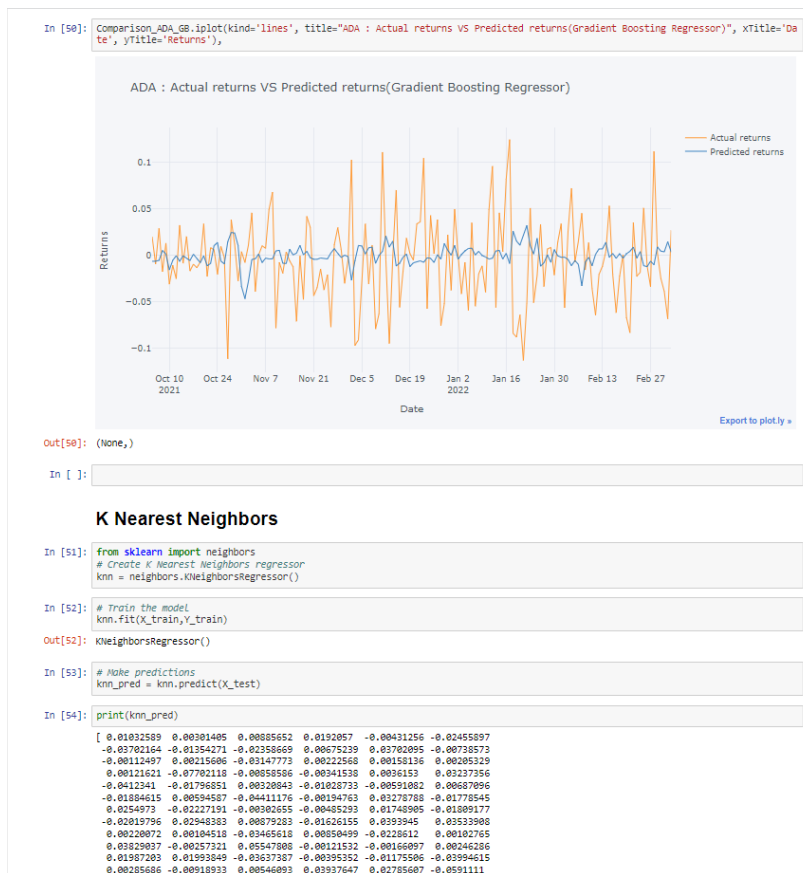 In [50]: Comparison_ADA_GB.iplot(kind='lines', title="ADA : Actual returns VS Predicted returns(Gradient Boosting Regressor)", xTitle='Da
te', yTitle='Returns'),
ADA : Actual returns VS Predicted returns(Gradient Boosting Regressor)
Actual returns
Predicted returns
0.1
0.05
0
−0.05
−0.1
Returns
Oct 10 Oct 24 Nov 7 Nov 21 Dec 5 Dec 19 Jan 2 Jan 16 Jan 30 Feb 13 Feb 27
2021 2022
Date
Export to plot.ly »
Out[50]: (None,)
In [ ]:
K Nearest Neighbors
In [51]: from sklearn import neighbors
# Create K Nearest Neighbors regressor
knn = neighbors.KNeighborsRegressor()
In [52]: # Train the model
knn.fit(X_train,Y_train)
Out[52]: KNeighborsRegressor()
In [53]: # Make predictions
knn_pred = knn.predict(X_test)
In [54]: print(knn_pred)
[ 0.01032589 0.00301405 0.00885652 0.0192057 -0.00431256 -0.02455897
-0.03702164 -0.01354271 -0.02358669 0.00675239 0.03702095 -0.00738573
-0.00112497 0.00215606 -0.03147773 0.00222568 0.00158136 0.00205329
0.00121621 -0.07702118 -0.00858586 -0.00341538 0.0036153 0.03237356
-0.0412341 -0.01796851 0.00320843 -0.01028733 -0.00591082 0.00687096
-0.01884615 0.00594587 -0.04411176 -0.00194763 0.03278788 -0.01778545
0.0254973 -0.02227191 -0.00302655 -0.00485293 0.01748905 -0.01809177
-0.02019796 0.02948383 0.00879283 -0.01626155 0.0393945 0.03533908
0.00220072 0.00104518 -0.03465618 0.00850499 -0.0228612 0.00102765
0.03829037 -0.00257321 0.05547808 -0.00121532 -0.00166097 0.00246286
0.01987203 0.01993849 -0.03637387 -0.00395352 -0.01175506 -0.03994615
0.00285686 -0.00918933 0.00546093 0.03937647 0.02785607 -0.0591111